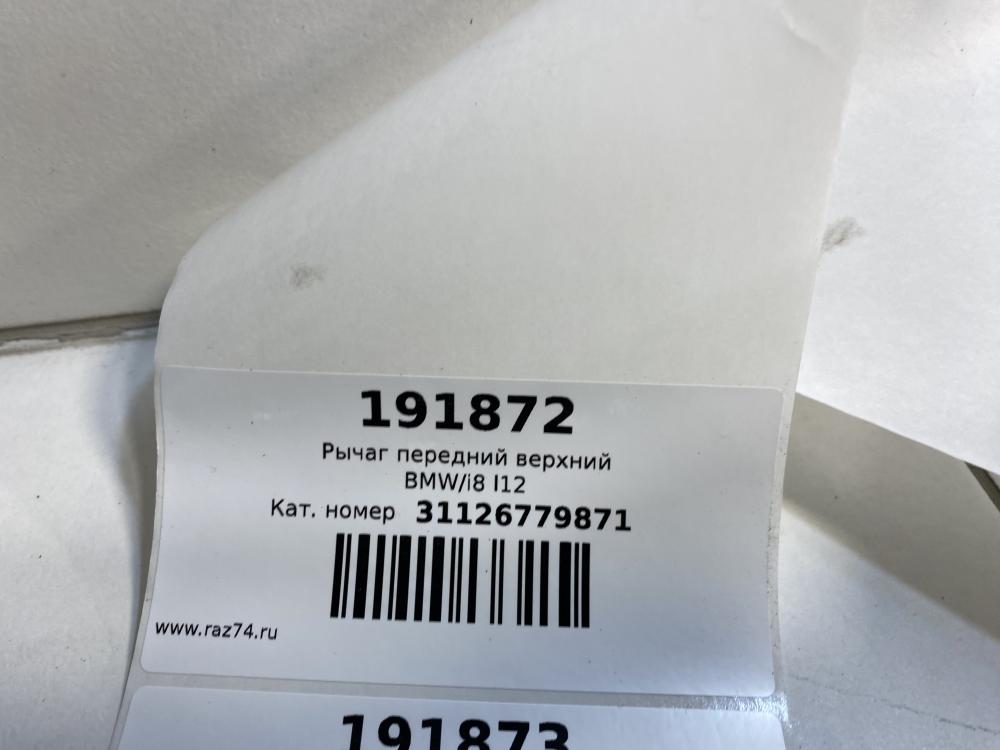 191872
Рычаг передний верхний
BMW/i8 I12
Кат. номер 31126779871
www.raz74.ru
191873